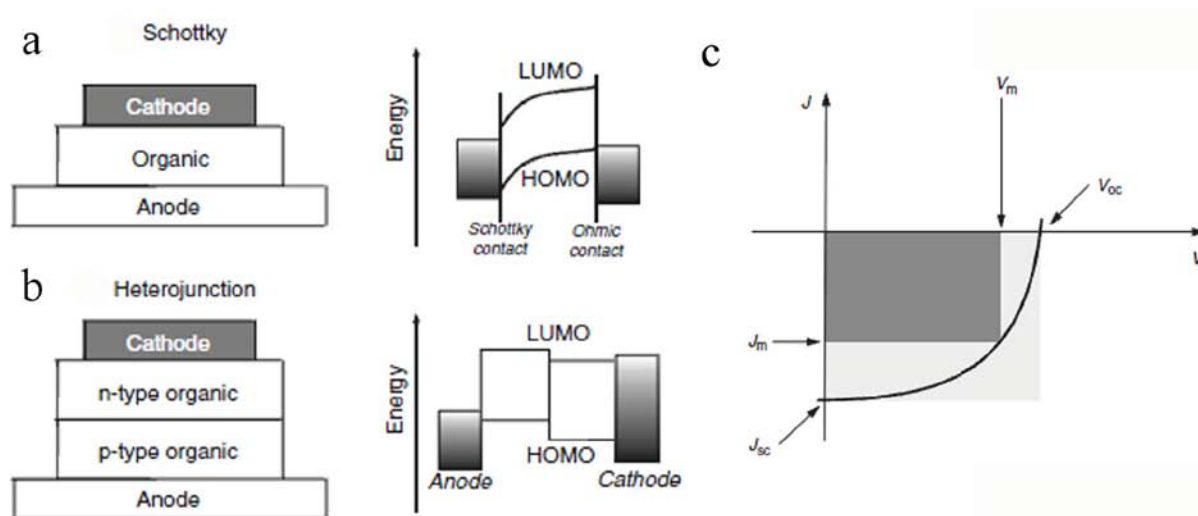 a
Schottky
Cathode
Organic
Anode
Energy
LUMO
HOMO
Schottky
contact
Ohmic
contact
b
Heterojunction
Cathode
n-type organic
p-type organic
Anode
Energy
LUMO
HOMO
Anode
Cathode
c
J
Vm
Voc
V
Jm
Jsc